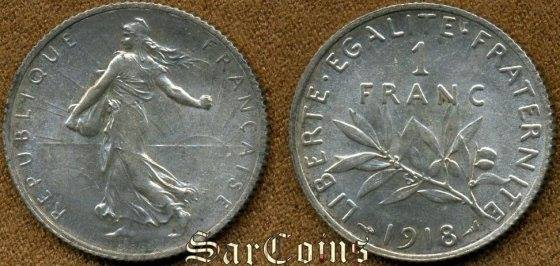 REPUBLIQUE FRANÇAISE
LIBERTE · EGALITE · FRATERNITE
1
FRANC
1918
SarCoins